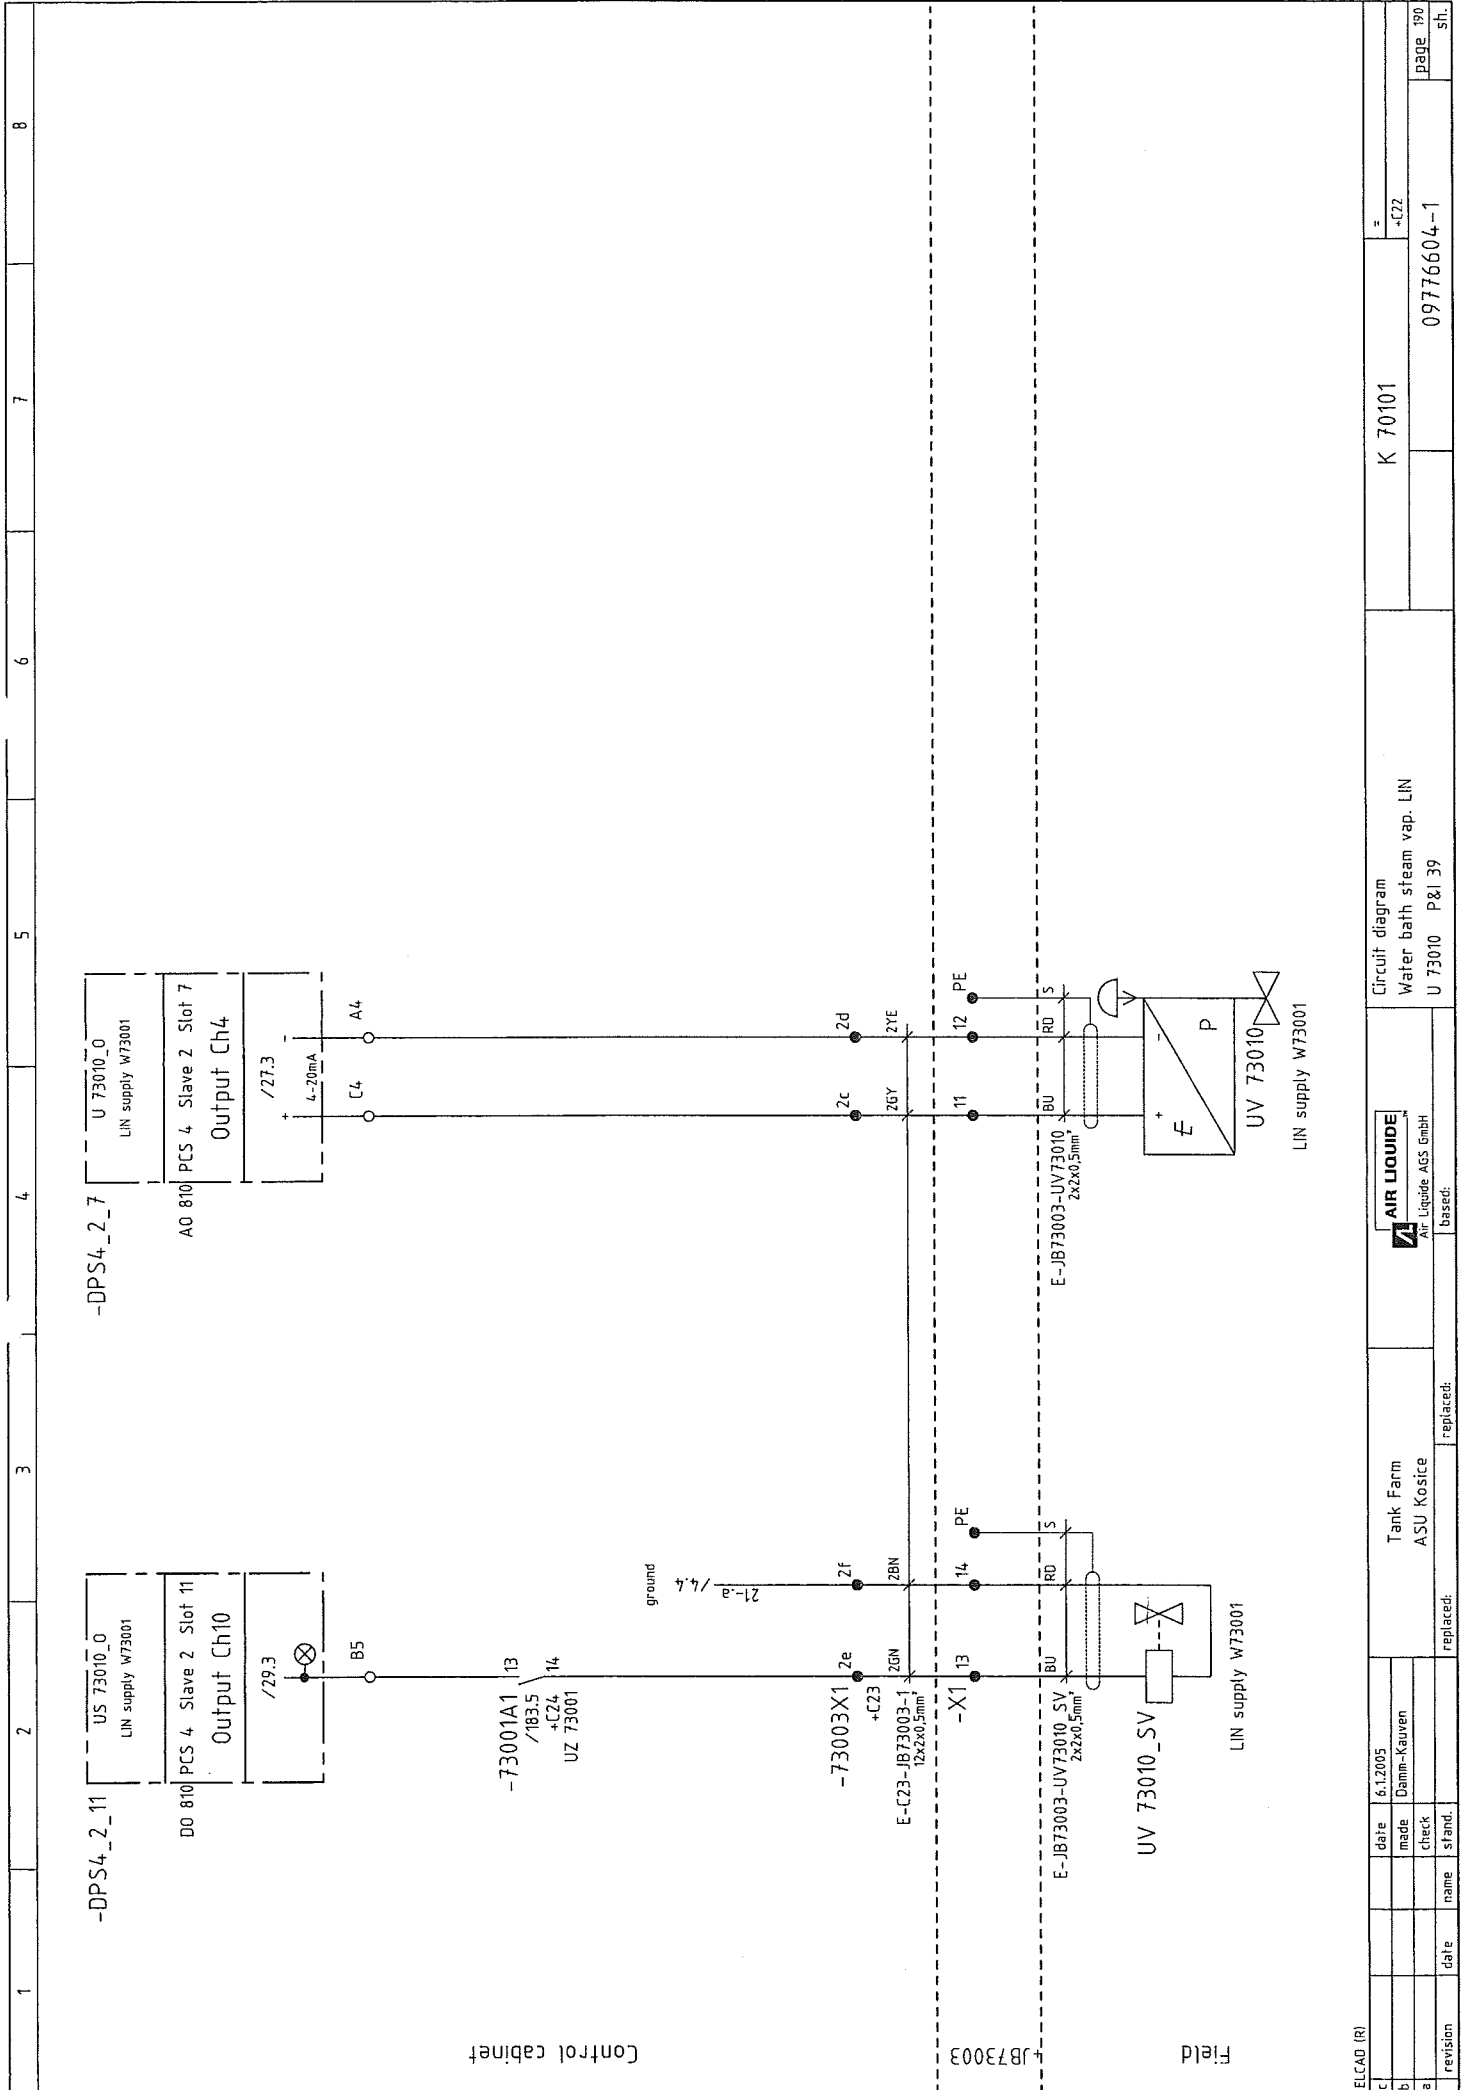 1 2 3 4 5 6 7 8
-DPS4_2_11
US 73010_O
LIN supply W73001
DO 810 PCS 4 Slave 2 Slot 11
Output Ch10
/29.3
B5
-73001A1
/183.5
+C24
UZ 73001
13
14
ground
/4.4
21-.a
-73003X1
+C23
2e
2f
E-C23-JB73003-1
12x2x0,5mm²
2GN
2BN
-X1
13
14
PE
E-JB73003-UV73010_SV
2x2x0,5mm²
BU
RD
S
UV 73010_SV
LIN supply W73001
-DPS4_2_7
U 73010_O
LIN supply W73001
AO 810 PCS 4 Slave 2 Slot 7
Output Ch4
/27.3
+ 4-20mA -
C4
A4
2c
2d
2GY
2YE
11
12
PE
E-JB73003-UV73010
2x2x0,5mm²
BU
RD
S
+ -
E
P
UV 73010
LIN supply W73001
Control cabinet
+JB73003
Field
ELCAD (R)
c
b
a
revision
date
name
date 6.1.2005
made Damm-Kauven
check
stand.
Tank Farm
ASU Kosice
replaced:
replaced:
AIR LIQUIDE™
Air Liquide AGS GmbH
based:
Circuit diagram
Water bath steam vap. LIN
U 73010 P&I 39
K 70101
=
+C22
09776604-1
page 190
sh.